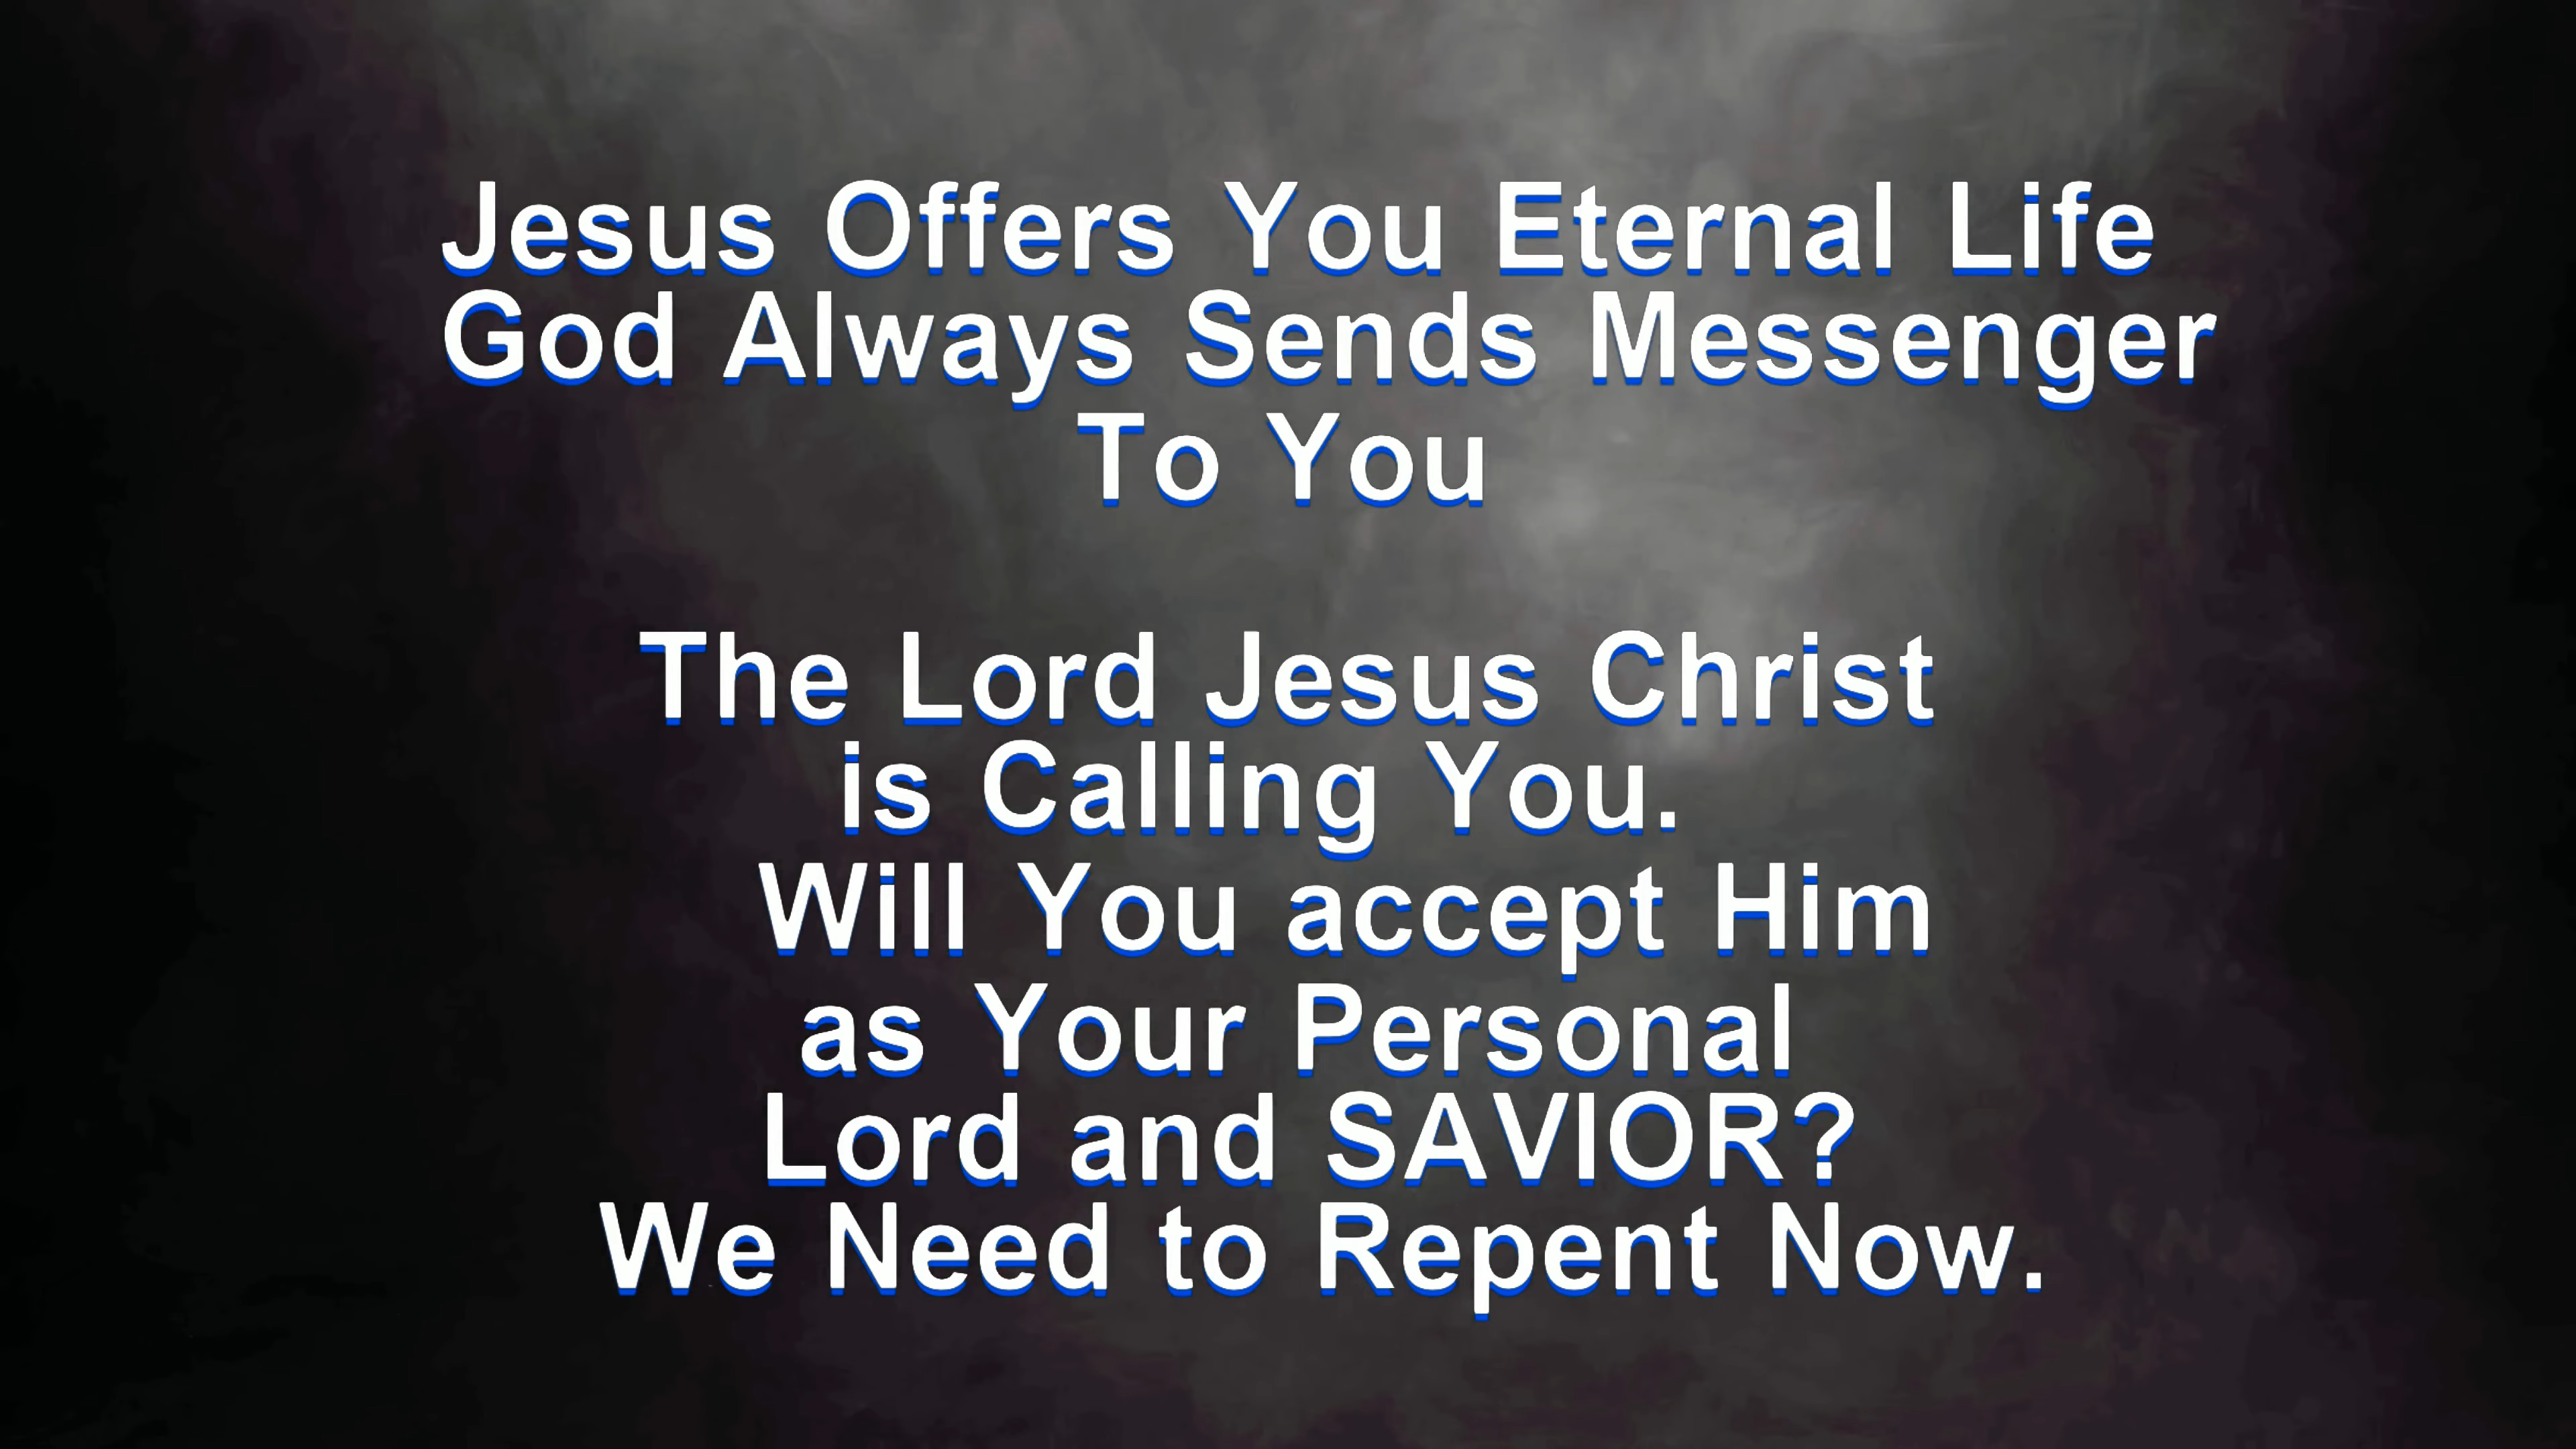 Jesus Offers You Eternal Life
God Always Sends Messenger
To You
The Lord Jesus Christ
is Calling You.
Will You accept Him
as Your Personal
Lord and SAVIOR?
We Need to Repent Now.